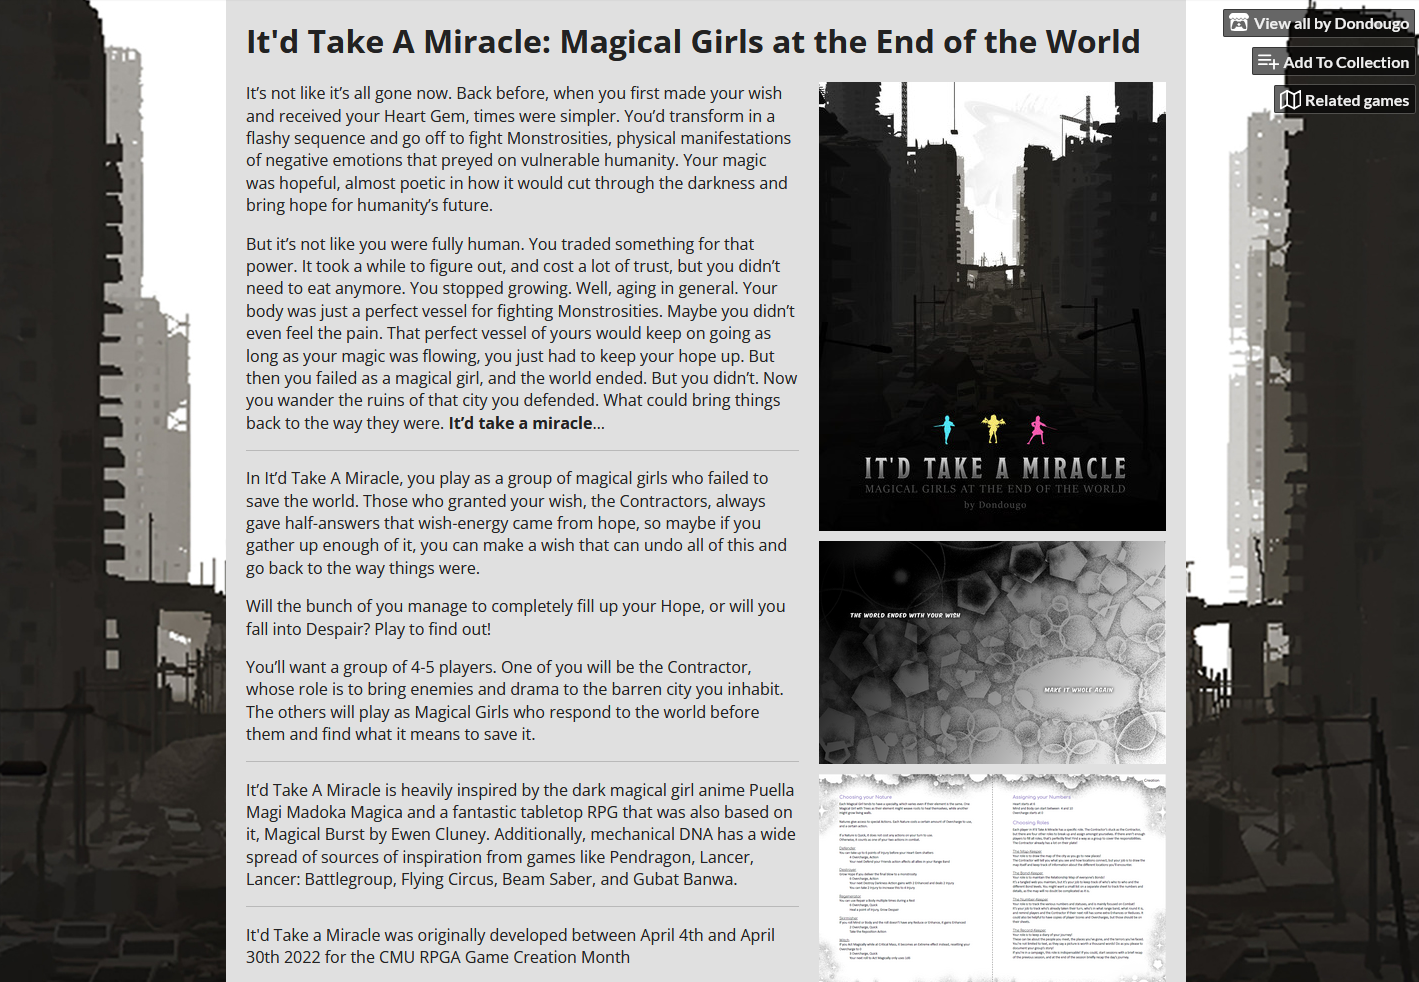 It'd Take A Miracle: Magical Girls at the End of the World
It’s not like it’s all gone now. Back before, when you first made your wish
and received your Heart Gem, times were simpler. You’d transform in a
flashy sequence and go off to fight Monstrosities, physical manifestations
of negative emotions that preyed on vulnerable humanity. Your magic
was hopeful, almost poetic in how it would cut through the darkness and
bring hope for humanity’s future.
But it’s not like you were fully human. You traded something for that
power. It took a while to figure out, and cost a lot of trust, but you didn’t
need to eat anymore. You stopped growing. Well, aging in general. Your
body was just a perfect vessel for fighting Monstrosities. Maybe you didn’t
even feel the pain. That perfect vessel of yours would keep on going as
long as your magic was flowing, you just had to keep your hope up. But
then you failed as a magical girl, and the world ended. But you didn’t. Now
you wander the ruins of that city you defended. What could bring things
back to the way they were. It’d take a miracle...
In It’d Take A Miracle, you play as a group of magical girls who failed to
save the world. Those who granted your wish, the Contractors, always
gave half-answers that wish-energy came from hope, so maybe if you
gather up enough of it, you can make a wish that can undo all of this and
go back to the way things were.
Will the bunch of you manage to completely fill up your Hope, or will you
fall into Despair? Play to find out!
You’ll want a group of 4-5 players. One of you will be the Contractor,
whose role is to bring enemies and drama to the barren city you inhabit.
The others will play as Magical Girls who respond to the world before
them and find what it means to save it.
It’d Take A Miracle is heavily inspired by the dark magical girl anime Puella
Magi Madoka Magica and a fantastic tabletop RPG that was also based on
it, Magical Burst by Ewen Cluney. Additionally, mechanical DNA has a wide
spread of sources of inspiration from games like Pendragon, Lancer,
Lancer: Battlegroup, Flying Circus, Beam Saber, and Gubat Banwa.
It'd Take a Miracle was originally developed between April 4th and April
30th 2022 for the CMU RPGA Game Creation Month
IT'D TAKE A MIRACLE
MAGICAL GIRLS AT THE END OF THE WORLD
by Dondougo
THE WORLD ENDED WITH YOUR WISH
MAKE IT WHOLE AGAIN
Creation
Choosing your Nature
Assigning your Numbers
Choosing Roles
View all by Dondougo
Add To Collection
Related games